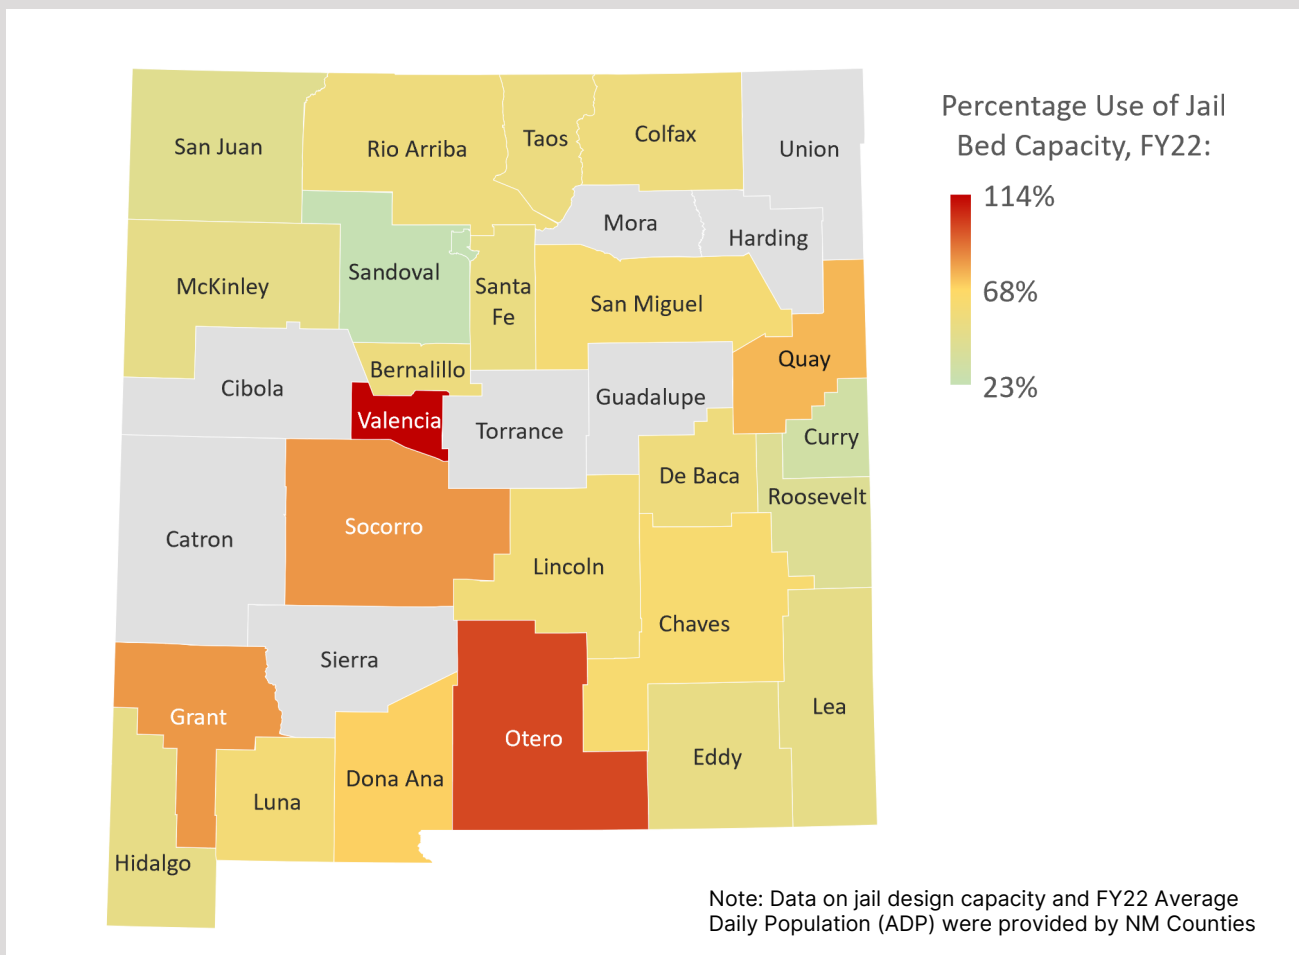 Percentage Use of Jail
Bed Capacity, FY22:
114%
68%
23%
San Juan
Rio Arriba
Taos
Colfax
Union
Mora
Harding
McKinley
Sandoval
Santa
Fe
San Miguel
Quay
Bernalillo
Cibola
Valencia
Torrance
Guadalupe
Curry
De Baca
Roosevelt
Catron
Socorro
Lincoln
Chaves
Sierra
Grant
Otero
Lea
Eddy
Dona Ana
Luna
Hidalgo
Note: Data on jail design capacity and FY22 Average
Daily Population (ADP) were provided by NM Counties